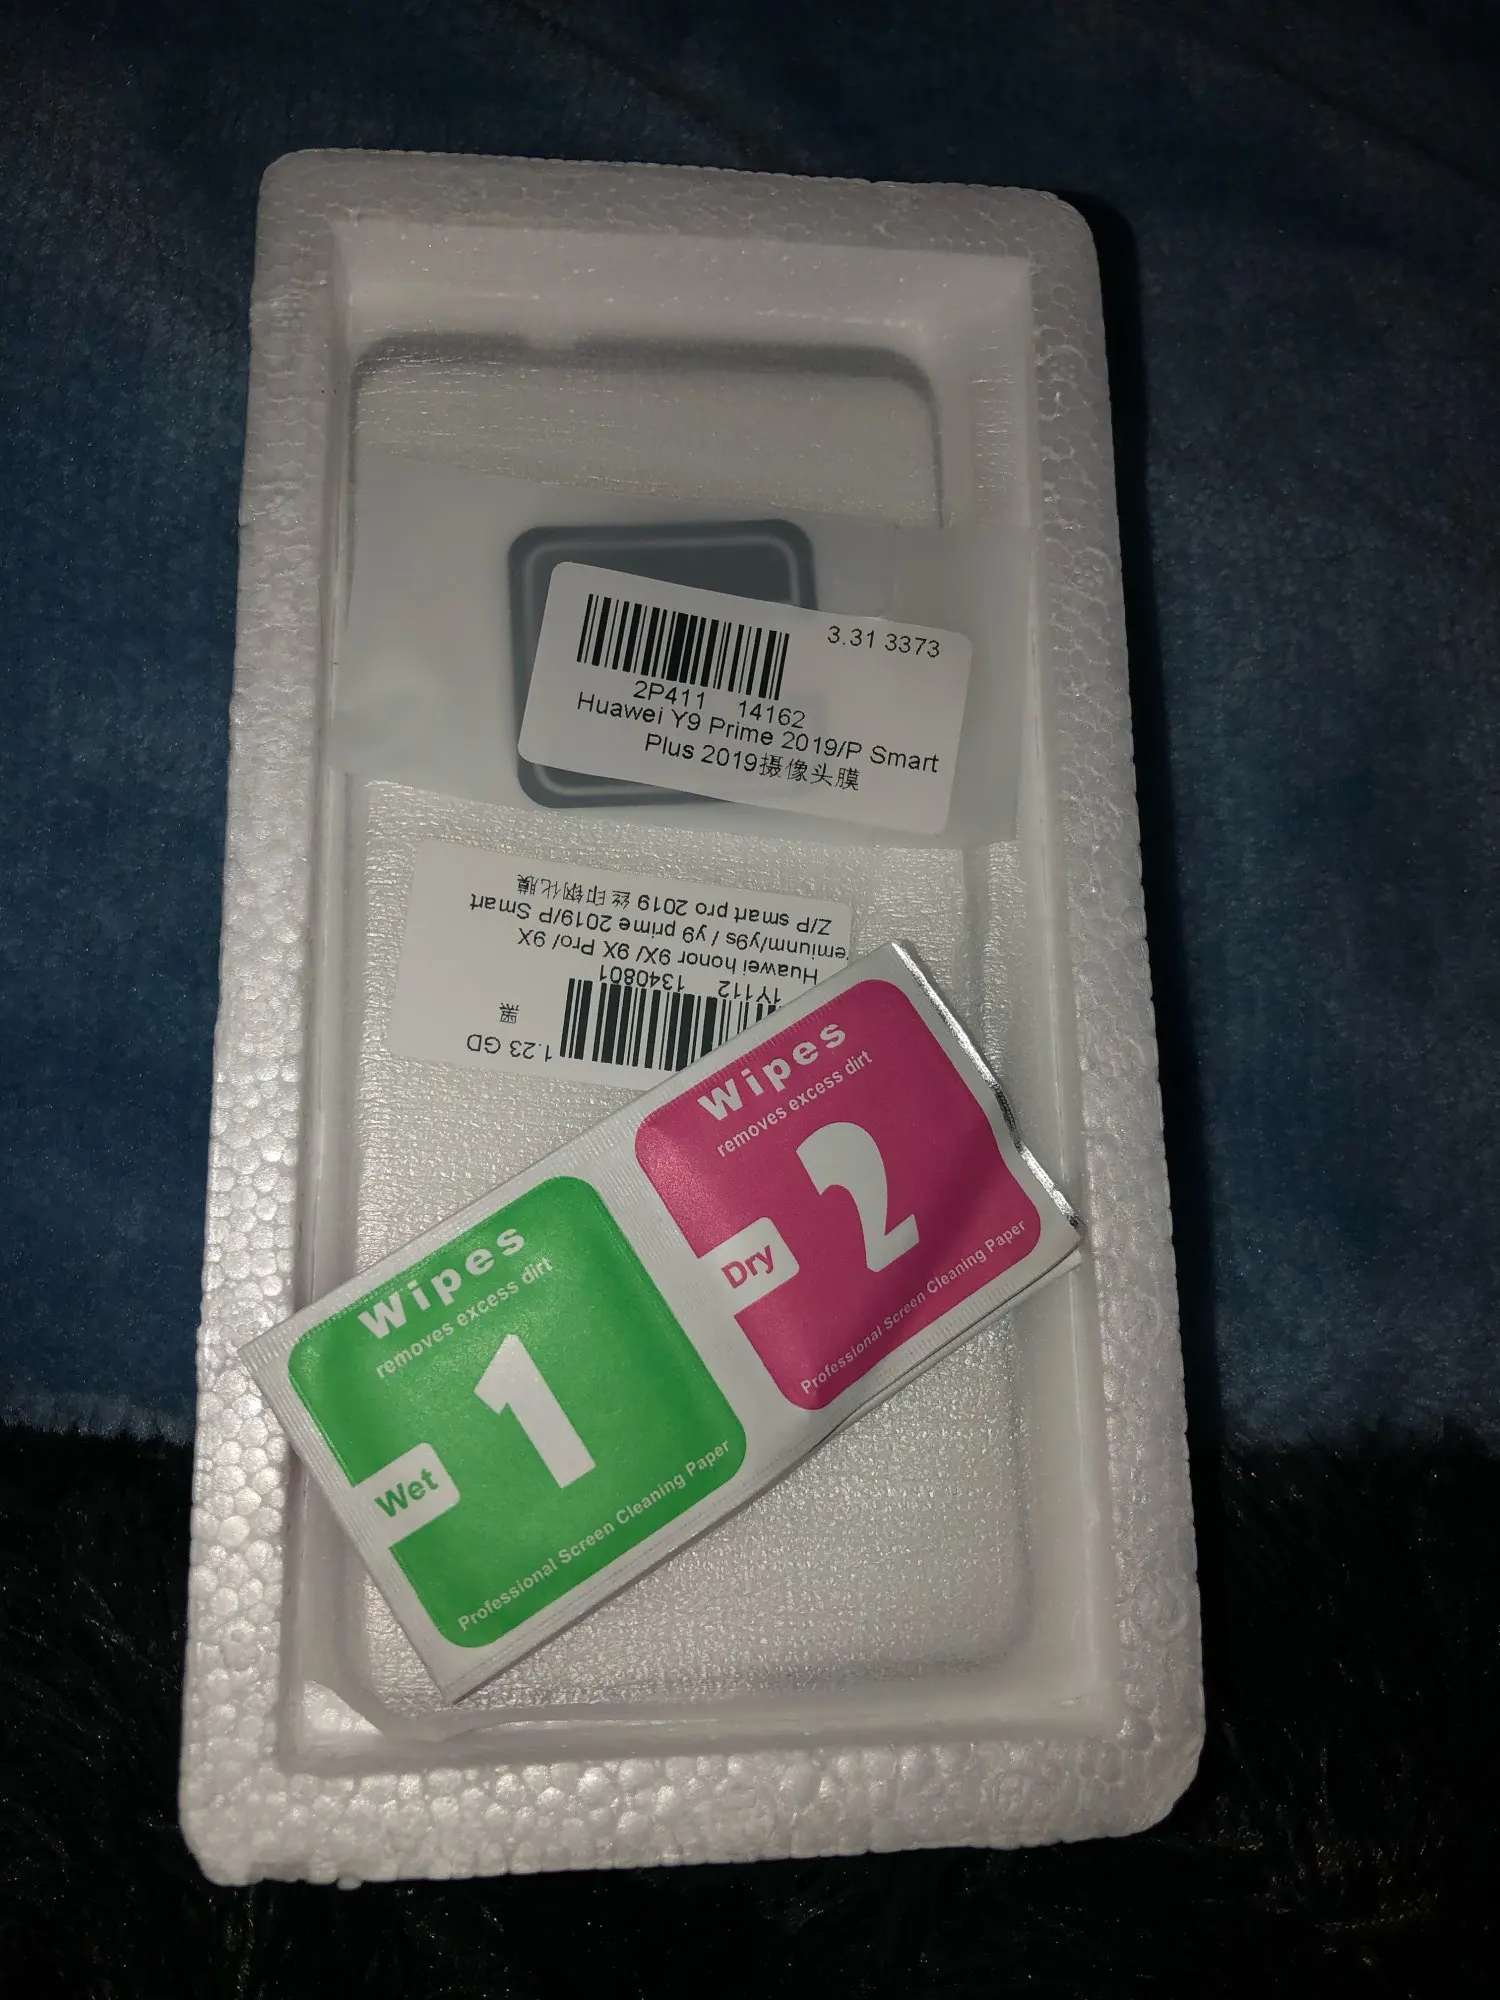 3.31 3373
2P411 14162
Huawei Y9 Prime 2019/P Smart
Plus 2019摄像头膜
1.23 GD
黑
1Y112 1340801
Huawei honor 9X/ 9X Pro/ 9X
emiunm/y9s / y9 prime 2019/P Smart
Z/P smart pro 2019 丝印钢化膜
Wipes
removes excess dirt
1
Wet
Professional Screen Cleaning Paper
Wipes
removes excess dirt
2
Dry
Professional Screen Cleaning Paper